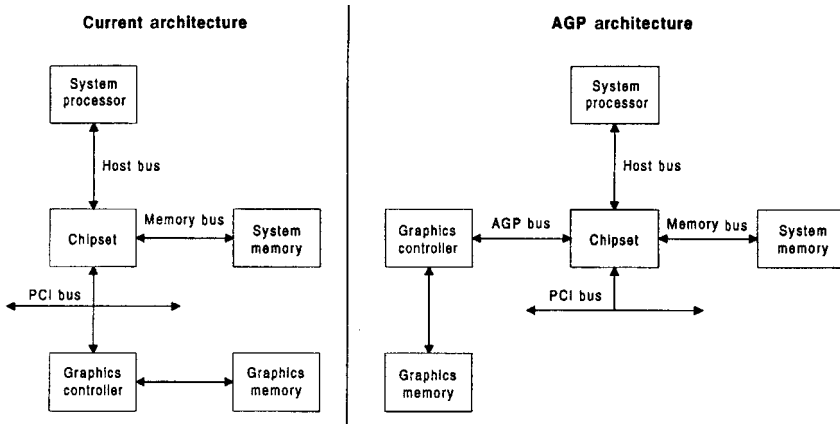 Current architecture
System
processor
Host bus
Chipset
Memory bus
System
memory
PCI bus
Graphics
controller
Graphics
memory
AGP architecture
System
processor
Host bus
Graphics
controller
AGP bus
Chipset
Memory bus
System
memory
PCI bus
Graphics
memory